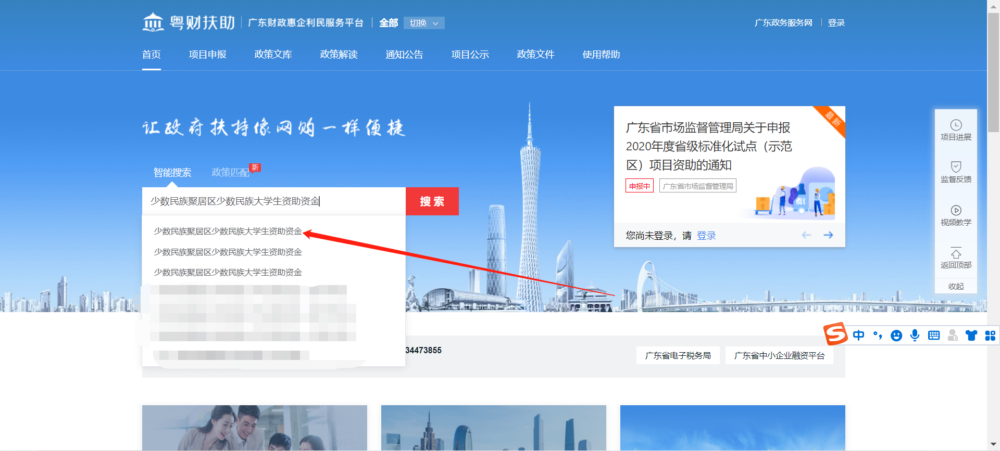 粤财扶助 广东财政惠企利民服务平台 全部 切换 广东政务服务网 登录
首页 项目申报 政策文库 政策解读 通知公告 项目公示 政策文件 使用帮助
让政府扶持像网购一样便捷
智能搜索 政策匹配 新
少数民族聚居区少数民族大学生资助资金 搜索
少数民族聚居区少数民族大学生资助资金
少数民族聚居区少数民族大学生资助资金
少数民族聚居区少数民族大学生资助资金
最新
广东省市场监督管理局关于申报
2020年度省级标准化试点（示范
区）项目资助的通知
申报中 广东省市场监督管理局
您尚未登录，请 登录
项目进展
监督反馈
视频教学
返回顶部
收起
S 中
34473855
广东省电子税务局 广东省中小企业融资平台